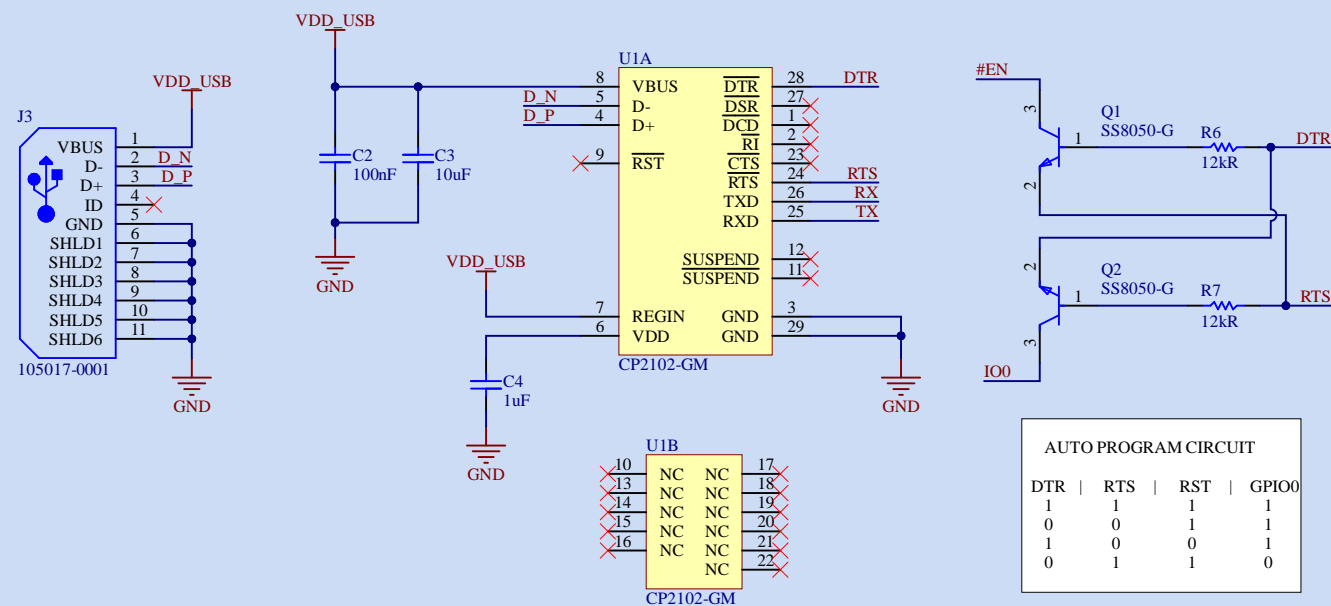 VDD_USB
J3
VDD_USB
VBUS 1
D- 2 D_N
D+ 3 D_P
ID 4
GND 5
SHLD1 6
SHLD2 7
SHLD3 8
SHLD4 9
SHLD5 10
SHLD6 11
105017-0001
GND
C2
100nF
C3
10uF
GND
VDD_USB
C4
1uF
GND
U1A
8 VBUS DTR 28 DTR
D_N 5 D- DSR 27
D_P 4 D+ DCD 1
RI 2
9 RST CTS 23
RTS 24 RTS
TXD 26 RX
RXD 25 TX
SUSPEND 12
SUSPEND 11
7 REGIN GND 3
6 VDD GND 29
CP2102-GM
GND
U1B
10 NC NC 17
13 NC NC 18
14 NC NC 19
15 NC NC 20
16 NC NC 21
NC 22
CP2102-GM
#EN
3
Q1
SS8050-G
1
2
R6
12kR
DTR
2
Q2
SS8050-G
1
3
R7
12kR
RTS
IO0
AUTO PROGRAM CIRCUIT
DTR | RTS | RST | GPIO0
1 1 1 1
0 0 1 1
1 0 0 1
0 1 1 0